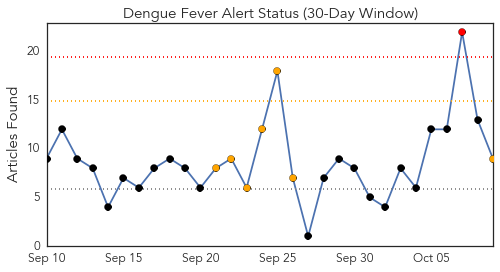 Dengue Fever Alert Status (30-Day Window)
Articles Found
20
15
10
5
0
Sep 10 Sep 15 Sep 20 Sep 25 Sep 30 Oct 05